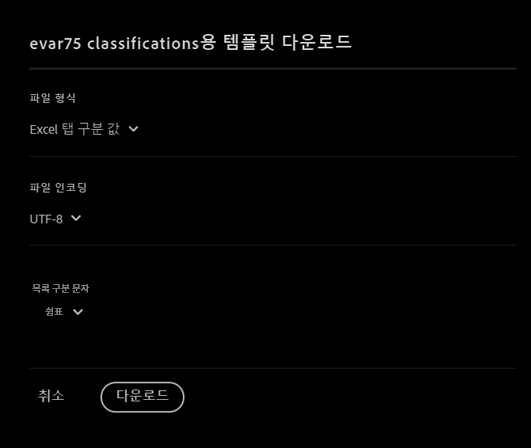 evar75 classifications용 템플릿 다운로드
파일 형식
Excel 탭 구분 값
파일 인코딩
UTF-8
목록 구분 문자
쉼표
취소 다운로드